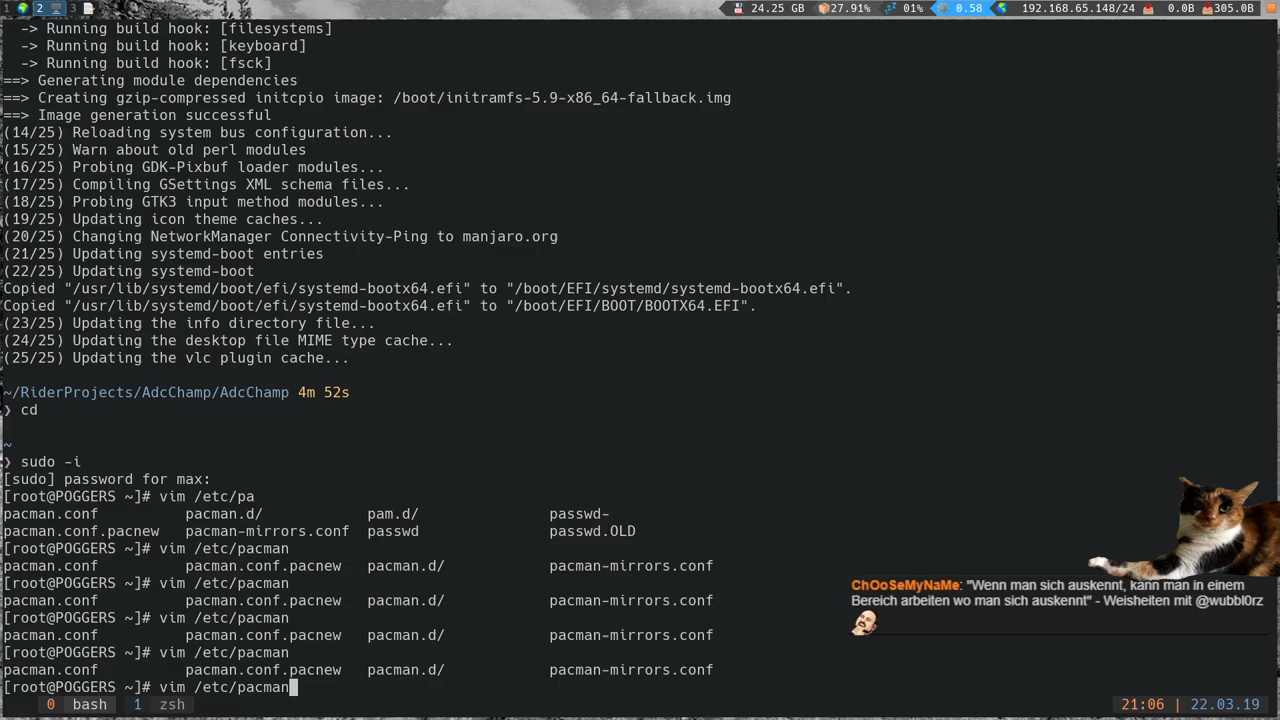 1 2 3 24.25 GB 27.91% 01% 0.58 192.168.65.148/24 0.0B 305.0B
-> Running build hook: [filesystems]
-> Running build hook: [keyboard]
-> Running build hook: [fsck]
==> Generating module dependencies
==> Creating gzip-compressed initcpio image: /boot/initramfs-5.9-x86_64-fallback.img
==> Image generation successful
(14/25) Reloading system bus configuration...
(15/25) Warn about old perl modules
(16/25) Probing GDK-Pixbuf loader modules...
(17/25) Compiling GSettings XML schema files...
(18/25) Probing GTK3 input method modules...
(19/25) Updating icon theme caches...
(20/25) Changing NetworkManager Connectivity-Ping to manjaro.org
(21/25) Updating systemd-boot entries
(22/25) Updating systemd-boot
Copied "/usr/lib/systemd/boot/efi/systemd-bootx64.efi" to "/boot/EFI/systemd/systemd-bootx64.efi".
Copied "/usr/lib/systemd/boot/efi/systemd-bootx64.efi" to "/boot/EFI/BOOT/BOOTX64.EFI".
(23/25) Updating the info directory file...
(24/25) Updating the desktop file MIME type cache...
(25/25) Updating the vlc plugin cache...
~/RiderProjects/AdcChamp/AdcChamp 4m 52s
❯ cd
~
❯ sudo -i
[sudo] password for max:
[root@POGGERS ~]# vim /etc/pa
pacman.conf pacman.d/ pam.d/ passwd-
pacman.conf.pacnew pacman-mirrors.conf passwd passwd.OLD
[root@POGGERS ~]# vim /etc/pacman
pacman.conf pacman.conf.pacnew pacman.d/ pacman-mirrors.conf
[root@POGGERS ~]# vim /etc/pacman
pacman.conf pacman.conf.pacnew pacman.d/ pacman-mirrors.conf
[root@POGGERS ~]# vim /etc/pacman
pacman.conf pacman.conf.pacnew pacman.d/ pacman-mirrors.conf
[root@POGGERS ~]# vim /etc/pacman
pacman.conf pacman.conf.pacnew pacman.d/ pacman-mirrors.conf
[root@POGGERS ~]# vim /etc/pacman
ChOoSeMyNaMe: "Wenn man sich auskennt, kann man in einem
Bereich arbeiten wo man sich auskennt" - Weisheiten mit @wubbl0rz
0 bash 1 zsh 21:06 | 22.03.19